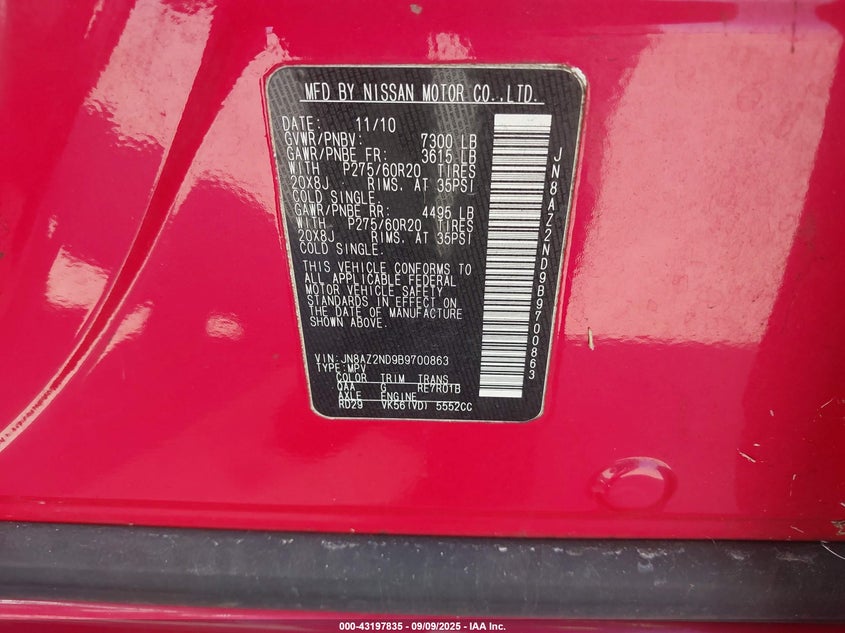 MFD BY NISSAN MOTOR CO.,LTD.
DATE: 11/10
GVWR/PNBV: 7300 LB
GAWR/PNBE FR: 3615 LB
WITH P275/60R20 TIRES
20X8J RIMS. AT 35PSI
COLD SINGLE.
GAWR/PNBE RR: 4495 LB
WITH P275/60R20 TIRES
20X8J RIMS. AT 35PSI
COLD SINGLE.
THIS VEHICLE CONFORMS TO
ALL APPLICABLE FEDERAL
MOTOR VEHICLE SAFETY
STANDARDS IN EFFECT ON
THE DATE OF MANUFACTURE
SHOWN ABOVE.
VIN:JN8AZ2ND9B9700863
TYPE:MPV
COLOR TRIM TRANS
QAA G RE7R01B
AXLE ENGINE
RD29 VK56(VD) 5552CC
JN8AZ2ND9B9700863
000-43197835 - 09/09/2025 - IAA Inc.